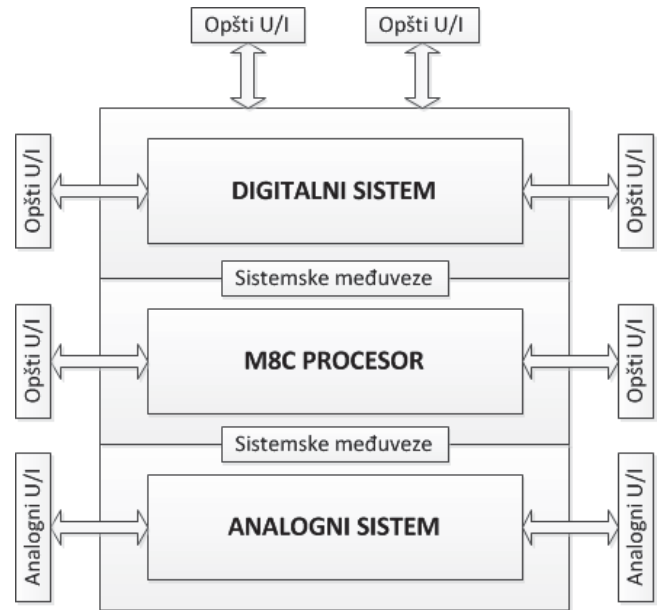 Opšti U/I
Opšti U/I
Opšti U/I
DIGITALNI SISTEM
Opšti U/I
Sistemske međuveze
Opšti U/I
M8C PROCESOR
Opšti U/I
Sistemske međuveze
Analogni U/I
ANALOGNI SISTEM
Analogni U/I